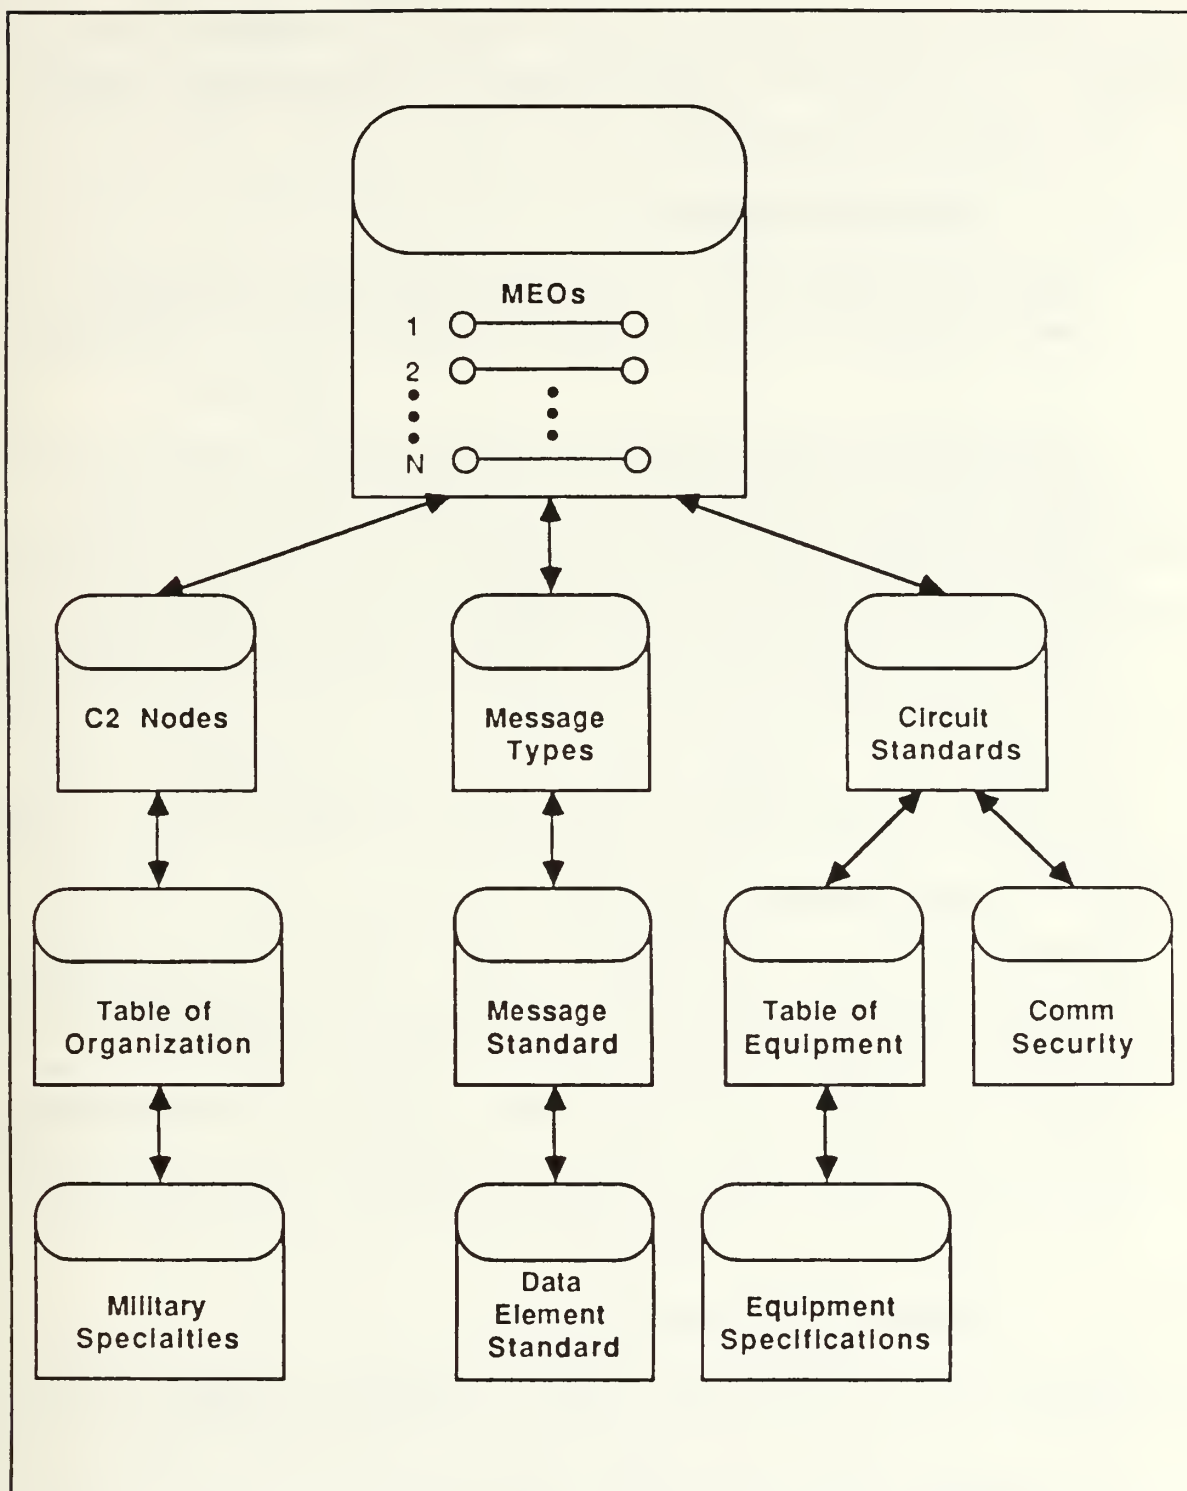 MEOs
1
2
N
C2 Nodes
Message
Types
Circuit
Standards
Table of
Organization
Message
Standard
Table of
Equipment
Comm
Security
Military
Specialties
Data
Element
Standard
Equipment
Specifications